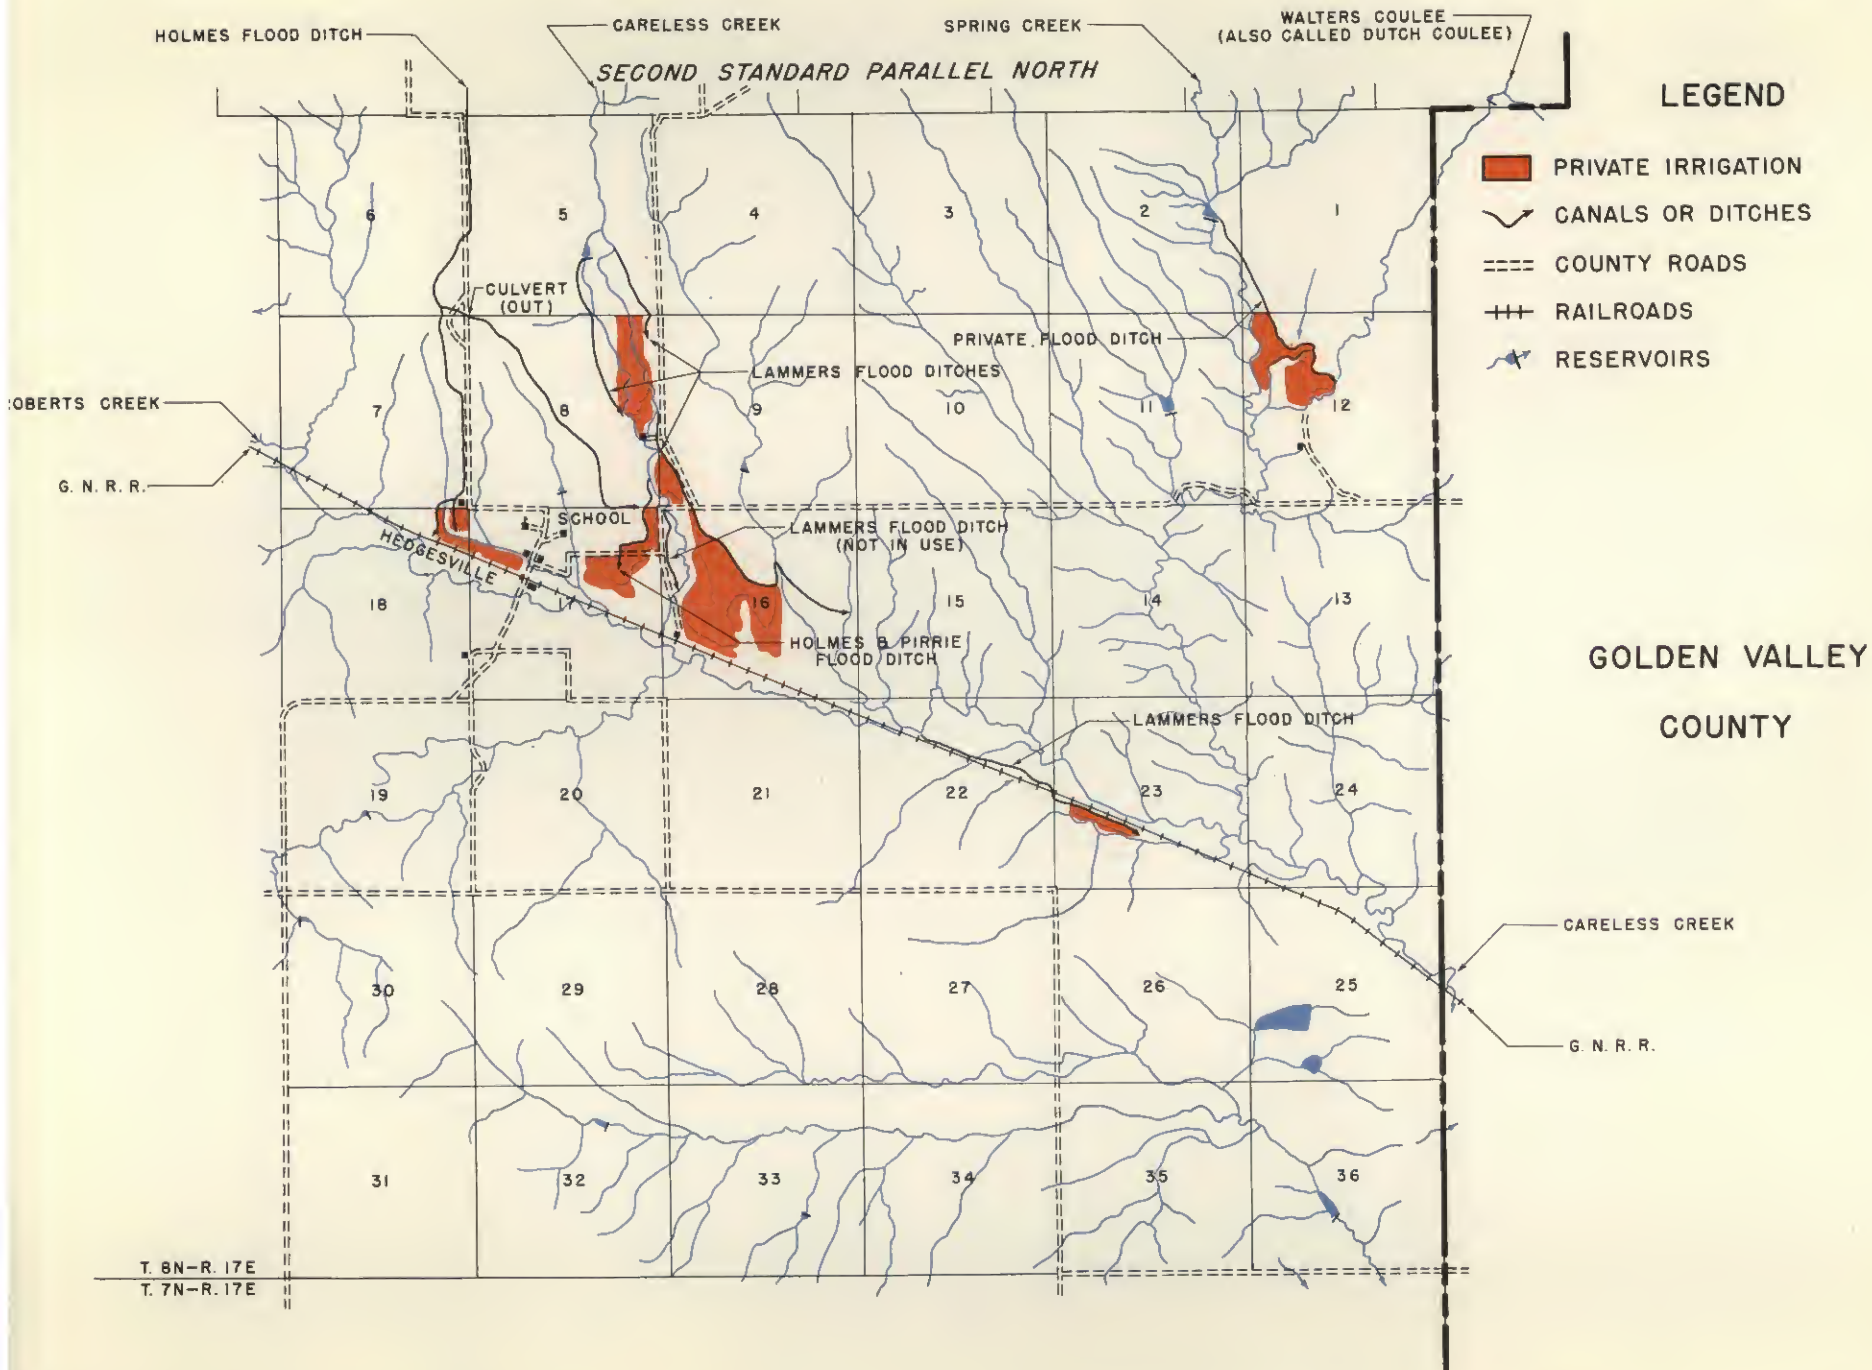 WALTERS COULEE
(ALSO CALLED DUTCH COULEE)
HOLMES FLOOD DITCH
CARELESS CREEK
SPRING CREEK
SECOND STANDARD PARALLEL NORTH
LEGEND
PRIVATE IRRIGATION
CANALS OR DITCHES
COUNTY ROADS
RAILROADS
RESERVOIRS
6 5 4 3 2 1
CULVERT
(OUT)
PRIVATE FLOOD DITCH
LAMMERS FLOOD DITCHES
OBERTS CREEK
7 8 9 10 11 12
G. N. R. R.
SCHOOL
HEDGESVILLE
LAMMERS FLOOD DITCH
(NOT IN USE)
18 17 16 15 14 13
HOLMES & PIRRIE
FLOOD DITCH
GOLDEN VALLEY
COUNTY
LAMMERS FLOOD DITCH
19 20 21 22 23 24
CARELESS CREEK
30 29 28 27 26 25
G. N. R. R.
31 32 33 34 35 36
T. 8N-R. 17E
T. 7N-R. 17E